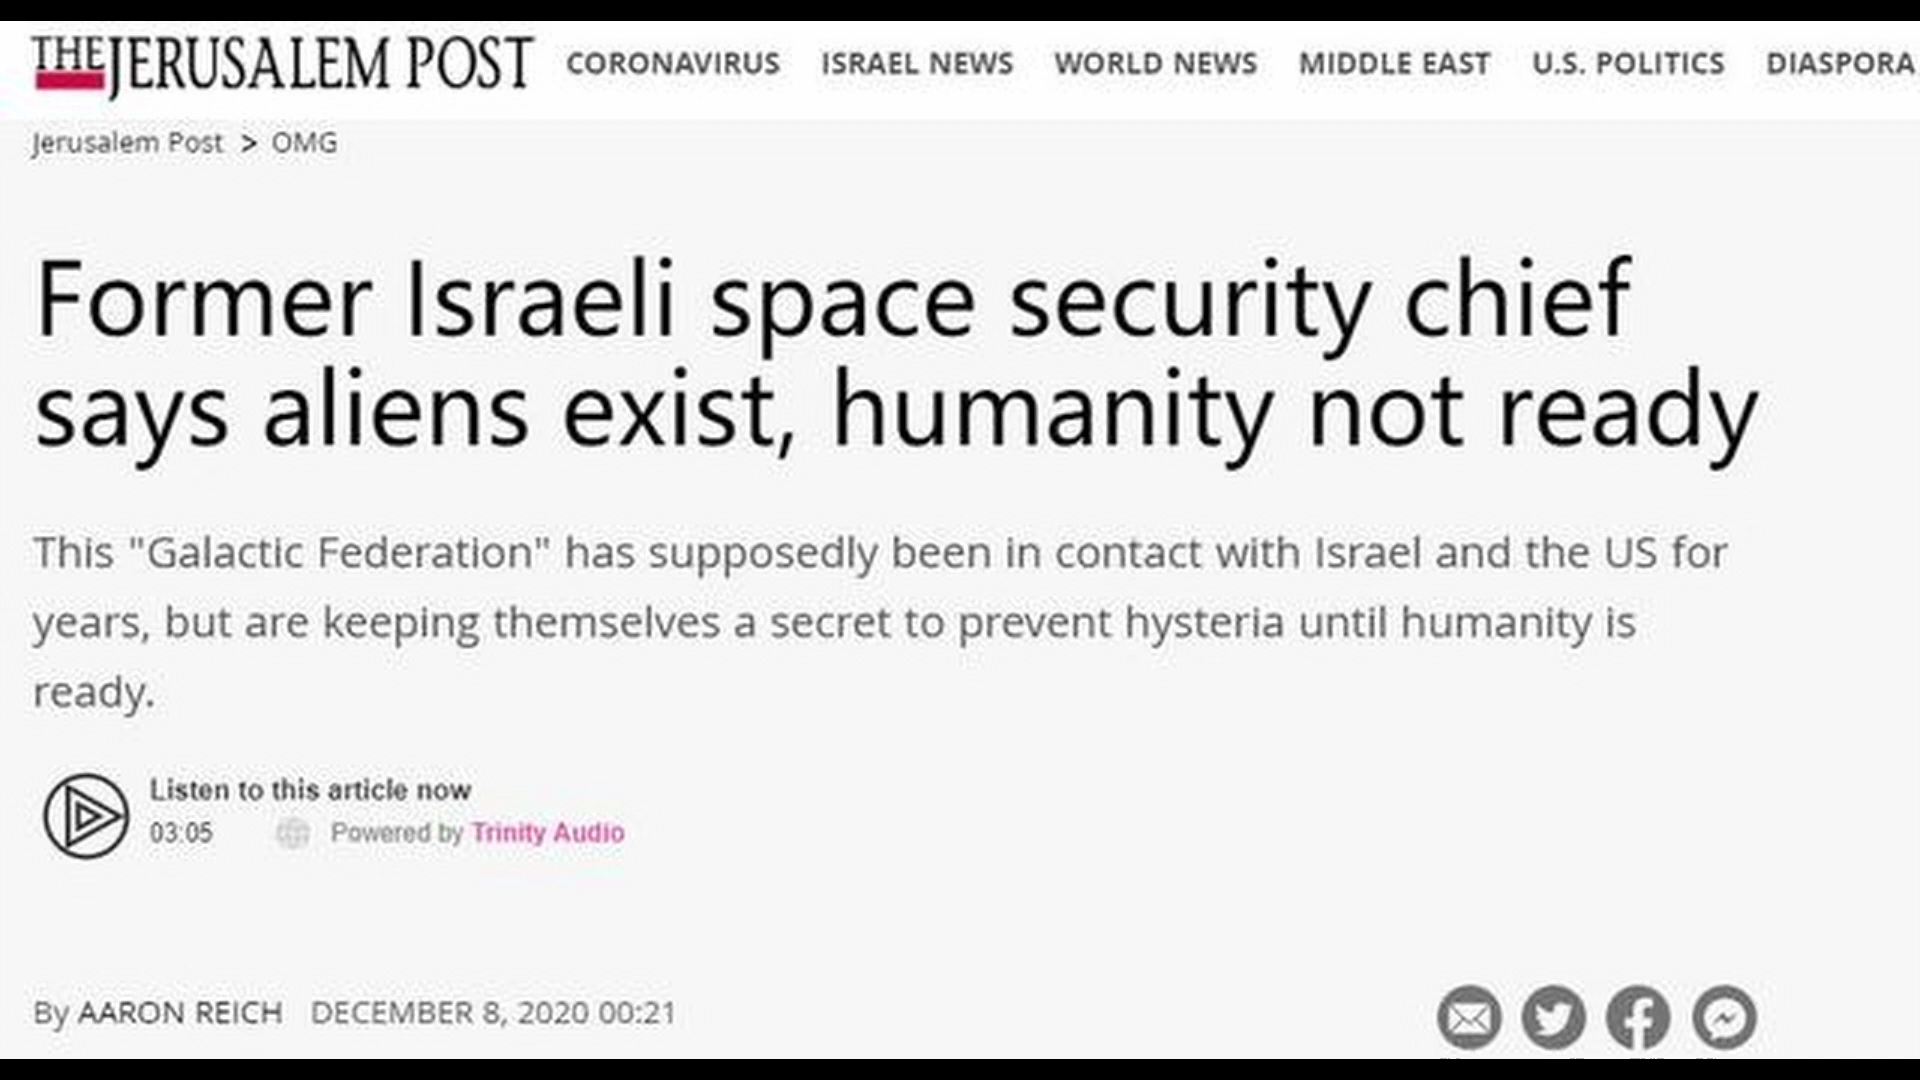 THE JERUSALEM POST CORONAVIRUS ISRAEL NEWS WORLD NEWS MIDDLE EAST U.S. POLITICS DIASPORA
Jerusalem Post > OMG
Former Israeli space security chief
says aliens exist, humanity not ready
This "Galactic Federation" has supposedly been in contact with Israel and the US for
years, but are keeping themselves a secret to prevent hysteria until humanity is
ready.
Listen to this article now
03:05 Powered by Trinity Audio
By AARON REICH DECEMBER 8, 2020 00:21